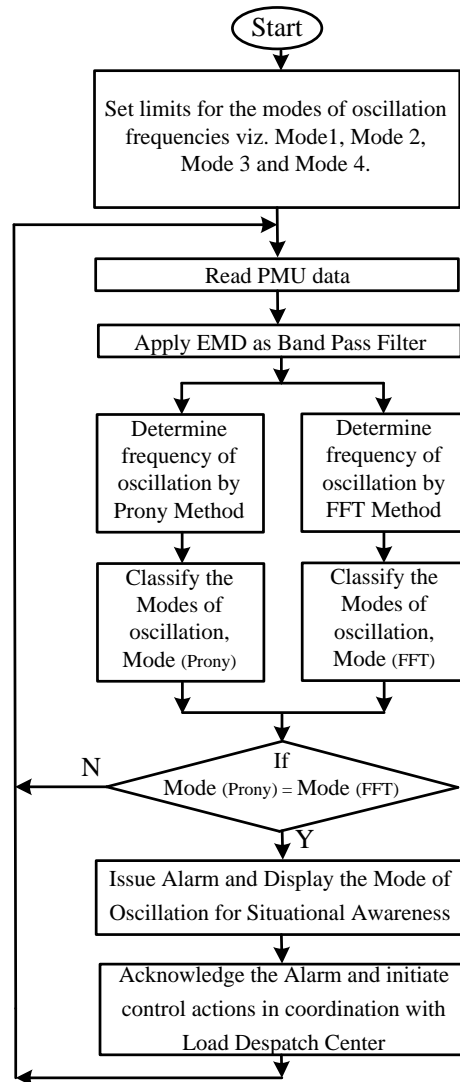 Start
Set limits for the modes of oscillation
frequencies viz. Mode1, Mode 2,
Mode 3 and Mode 4.
Read PMU data
Apply EMD as Band Pass Filter
Determine
frequency of
oscillation by
Prony Method
Determine
frequency of
oscillation by
FFT Method
Classify the
Modes of
oscillation,
Mode (Prony)
Classify the
Modes of
oscillation,
Mode (FFT)
If
Mode (Prony) = Mode (FFT)
N
Y
Issue Alarm and Display the Mode of
Oscillation for Situational Awareness
Acknowledge the Alarm and initiate
control actions in coordination with
Load Despatch Center